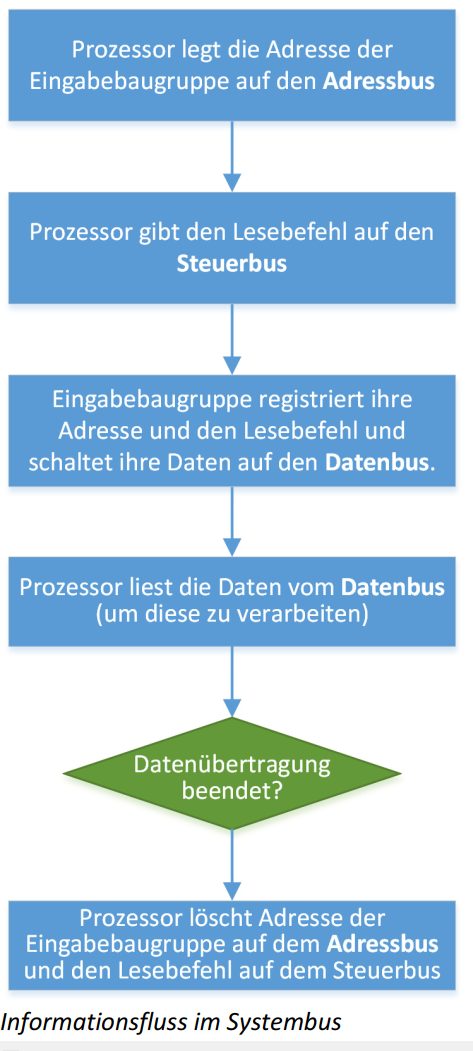 Prozessor legt die Adresse der
Eingabebaugruppe auf den Adressbus
Prozessor gibt den Lesebefehl auf den
Steuerbus
Eingabebaugruppe registriert ihre
Adresse und den Lesebefehl und
schaltet ihre Daten auf den Datenbus.
Prozessor liest die Daten vom Datenbus
(um diese zu verarbeiten)
Datenübertragung
beendet?
Prozessor löscht Adresse der
Eingabebaugruppe auf dem Adressbus
und den Lesebefehl auf dem Steuerbus
Informationsfluss im Systembus